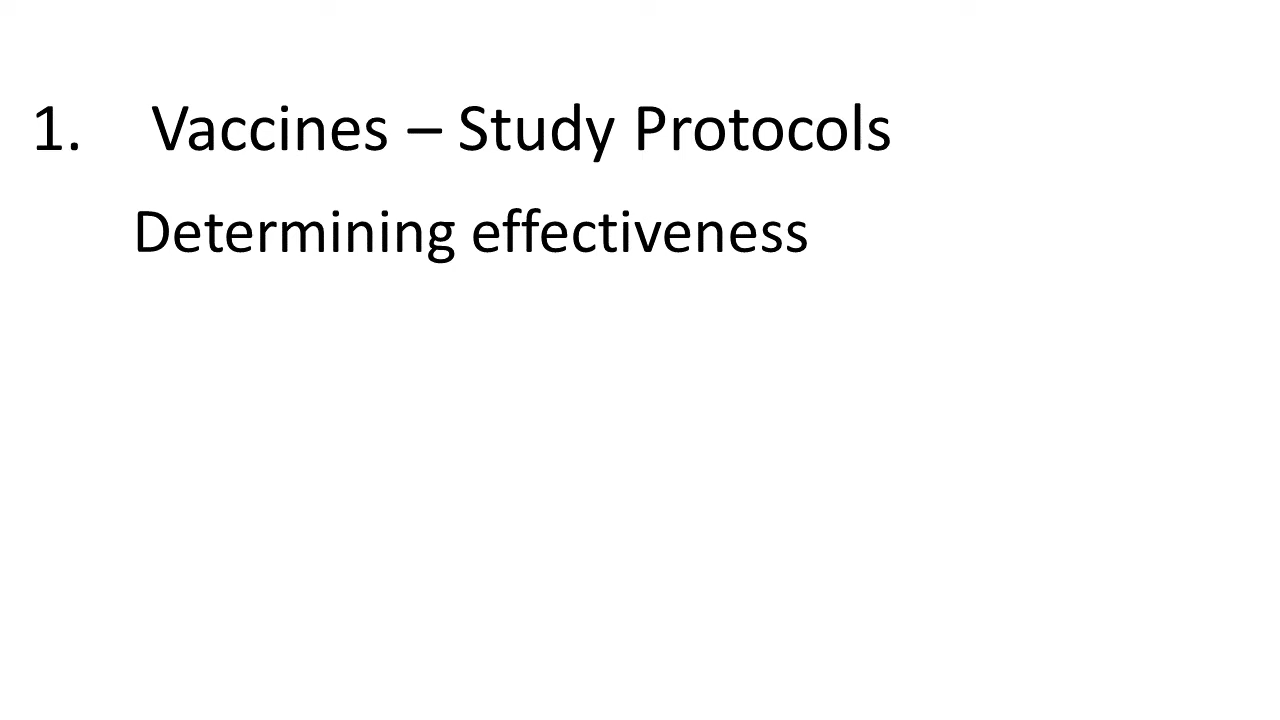 1. Vaccines – Study Protocols
Determining effectiveness